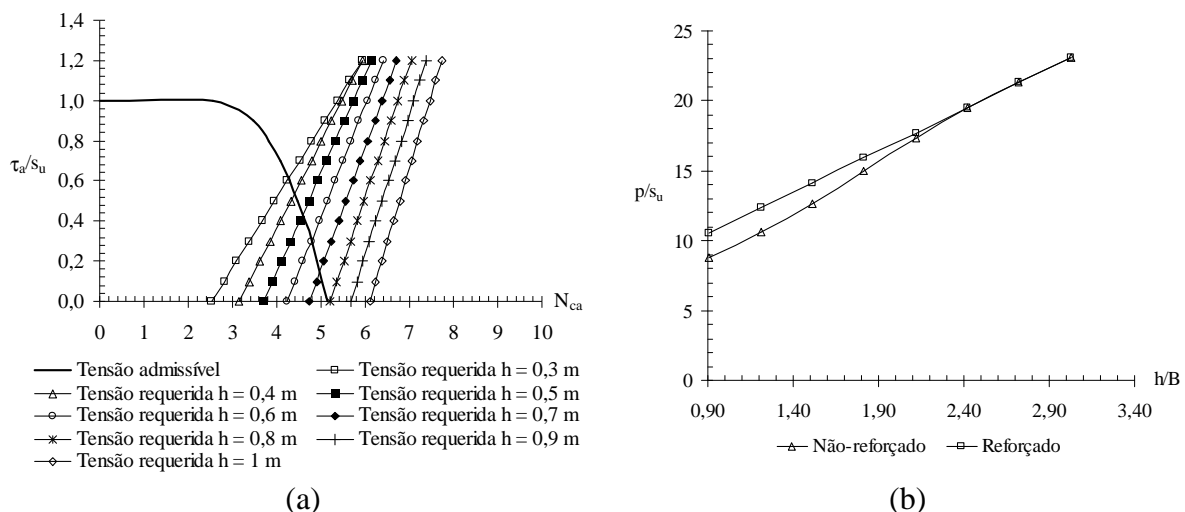 1,4
1,2
1,0
0,8
0,6
0,4
0,2
0,0
τa/su
Nca
0 1 2 3 4 5 6 7 8 9 10
Tensão admissível
Tensão requerida h = 0,3 m
Tensão requerida h = 0,4 m
Tensão requerida h = 0,5 m
Tensão requerida h = 0,6 m
Tensão requerida h = 0,7 m
Tensão requerida h = 0,8 m
Tensão requerida h = 0,9 m
Tensão requerida h = 1 m
(a)
25
20
15
10
5
0
p/su
h/B
0,90 1,40 1,90 2,40 2,90 3,40
Não-reforçado
Reforçado
(b)